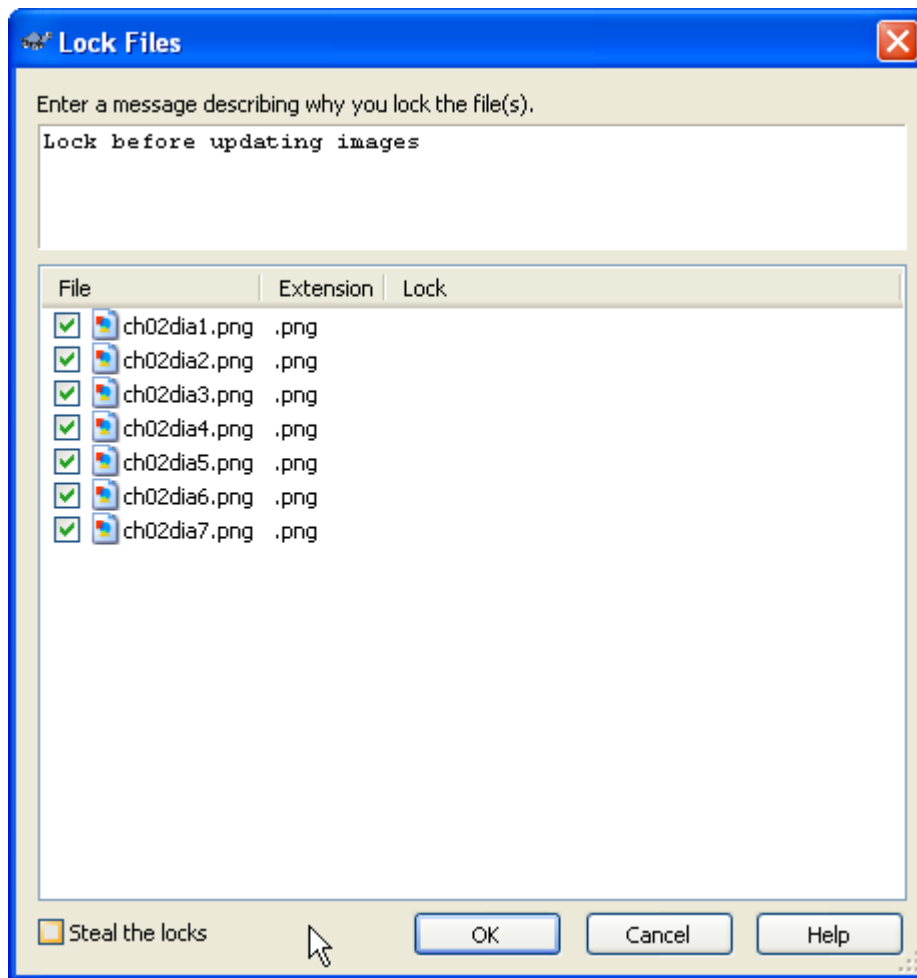 Lock Files
Enter a message describing why you lock the file(s).
Lock before updating images
File Extension Lock
ch02dia1.png .png
ch02dia2.png .png
ch02dia3.png .png
ch02dia4.png .png
ch02dia5.png .png
ch02dia6.png .png
ch02dia7.png .png
Steal the locks OK Cancel Help